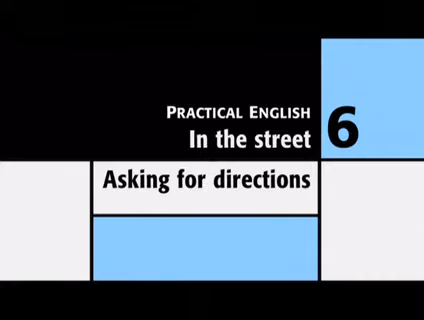 PRACTICAL ENGLISH
In the street
6
Asking for directions